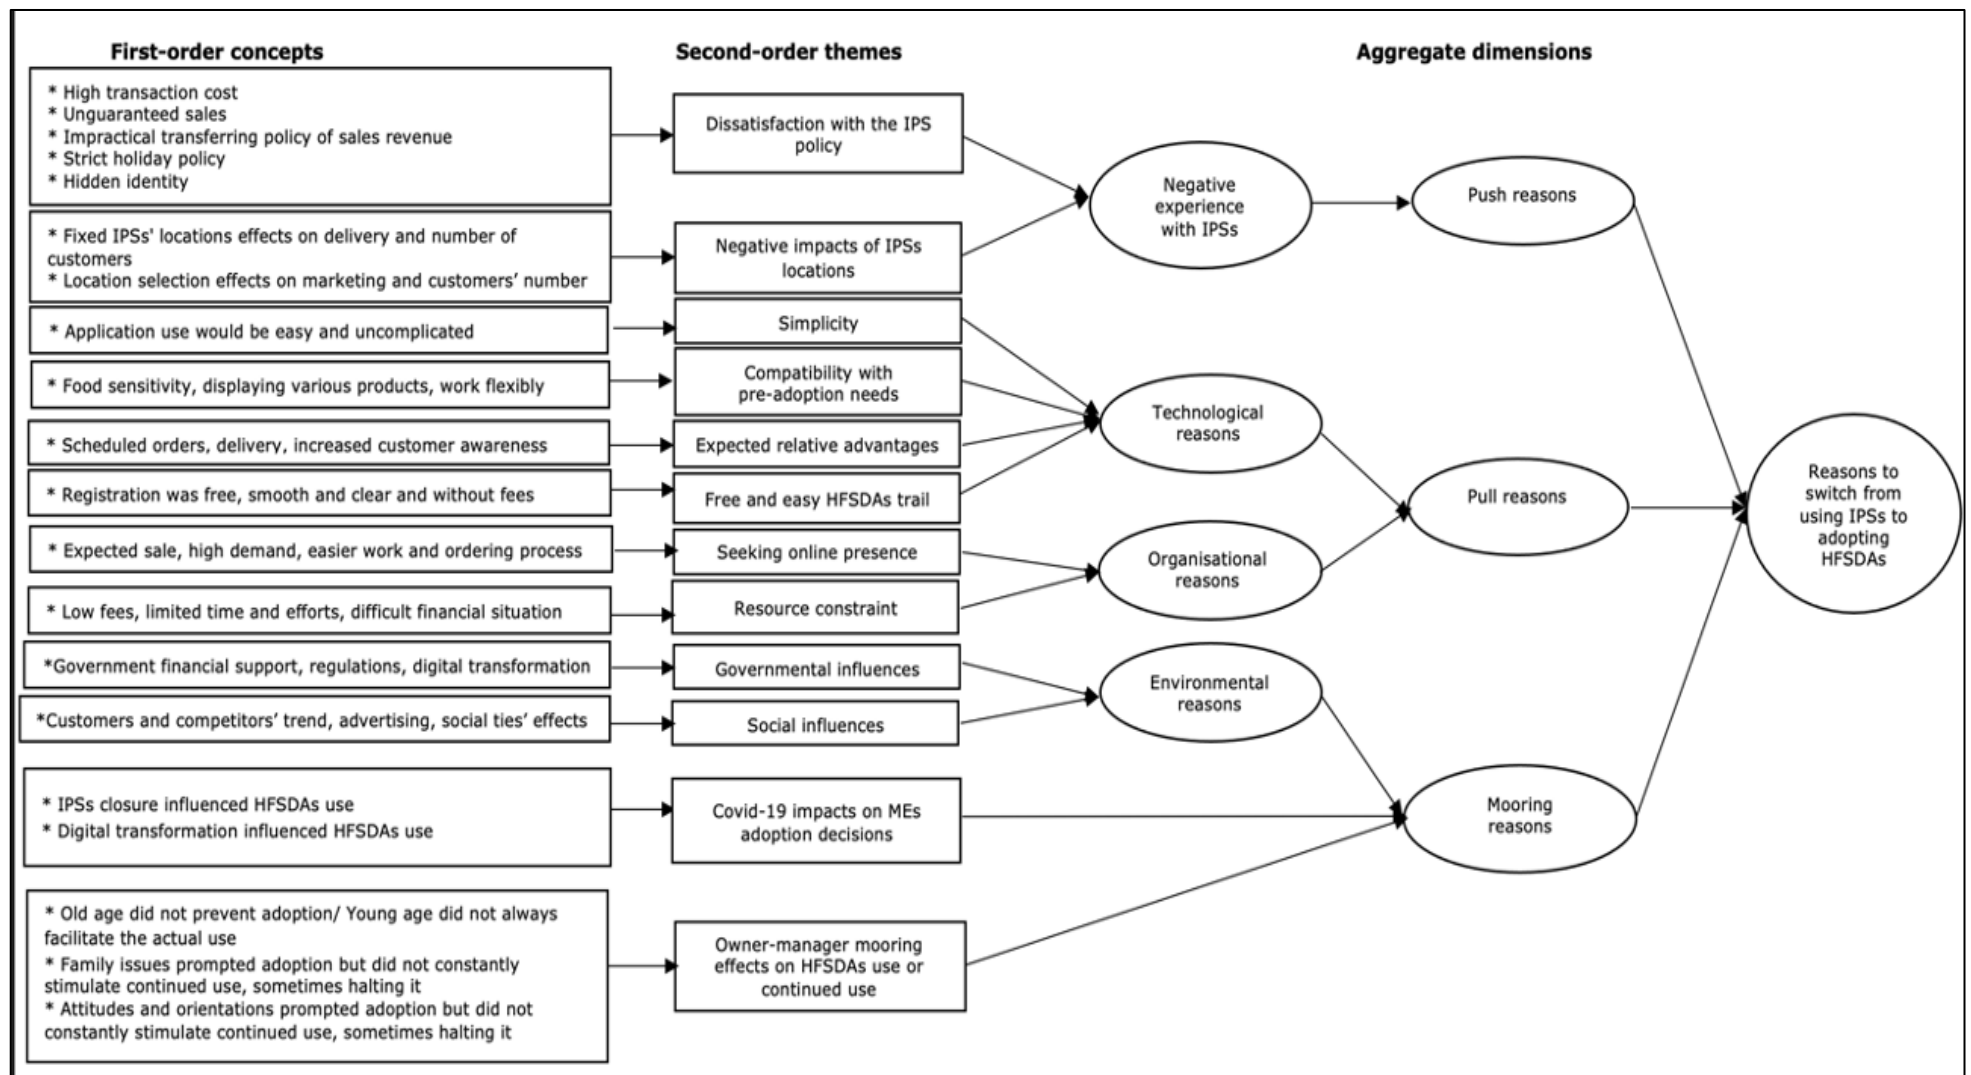 First-order concepts
Second-order themes
Aggregate dimensions
* High transaction cost
* Unguaranteed sales
* Impractical transferring policy of sales revenue
* Strict holiday policy
* Hidden identity
Dissatisfaction with the IPS
policy
Negative
experience
with IPSs
Push reasons
* Fixed IPSs' locations effects on delivery and number of
customers
* Location selection effects on marketing and customers’ number
Negative impacts of IPSs
locations
* Application use would be easy and uncomplicated
Simplicity
* Food sensitivity, displaying various products, work flexibly
Compatibility with
pre-adoption needs
Technological
reasons
* Scheduled orders, delivery, increased customer awareness
Expected relative advantages
* Registration was free, smooth and clear and without fees
Free and easy HFSDAs trail
Pull reasons
Reasons to
switch from
using IPSs to
adopting
HFSDAs
* Expected sale, high demand, easier work and ordering process
Seeking online presence
Organisational
reasons
* Low fees, limited time and efforts, difficult financial situation
Resource constraint
*Government financial support, regulations, digital transformation
Governmental influences
Environmental
reasons
*Customers and competitors’ trend, advertising, social ties’ effects
Social influences
* IPSs closure influenced HFSDAs use
* Digital transformation influenced HFSDAs use
Covid-19 impacts on MEs
adoption decisions
Mooring
reasons
* Old age did not prevent adoption/ Young age did not always
facilitate the actual use
* Family issues prompted adoption but did not constantly
stimulate continued use, sometimes halting it
* Attitudes and orientations prompted adoption but did not
constantly stimulate continued use, sometimes halting it
Owner-manager mooring
effects on HFSDAs use or
continued use